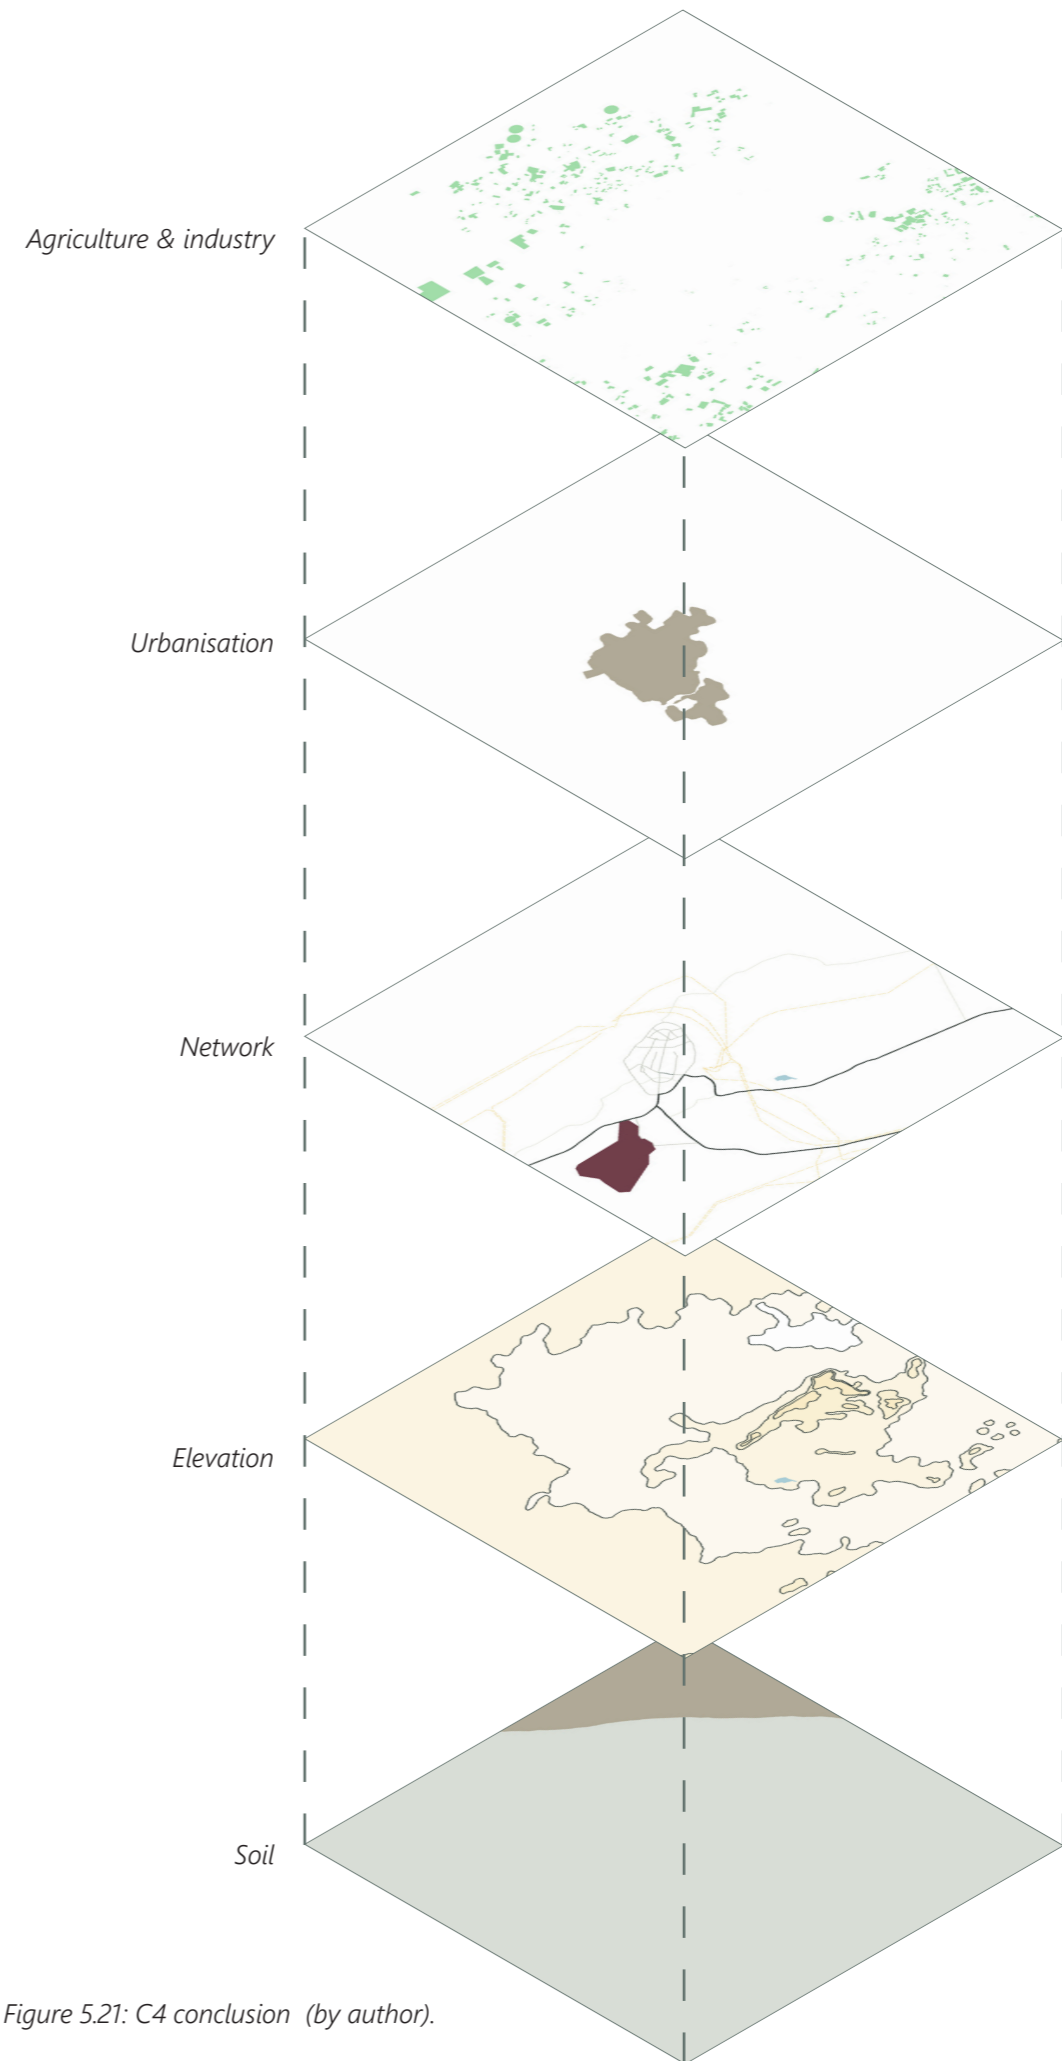 Agriculture & industry
Urbanisation
Network
Elevation
Soil
Figure 5.21: C4 conclusion (by author).